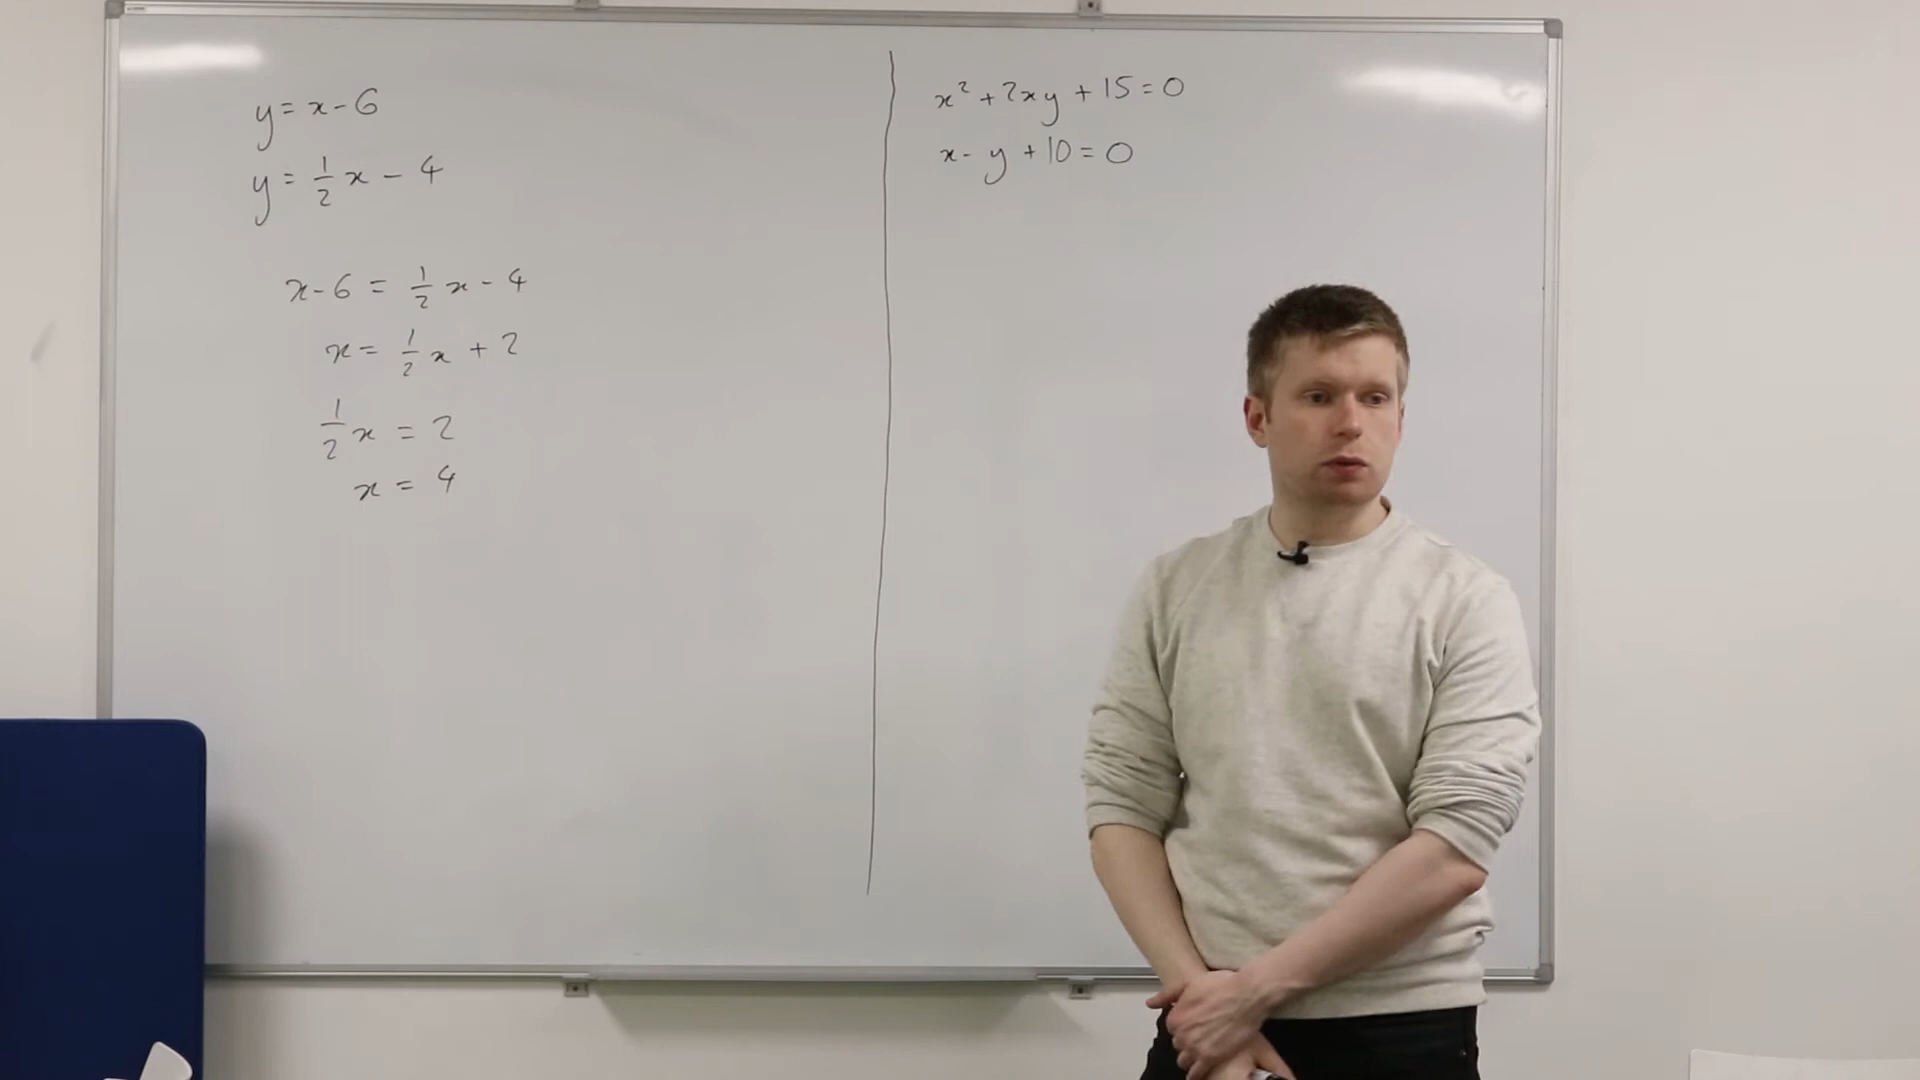 y = x - 6
y = 1/2 x - 4
x - 6 = 1/2 x - 4
x = 1/2 x + 2
1/2 x = 2
x = 4
x² + 2xy + 15 = 0
x - y + 10 = 0